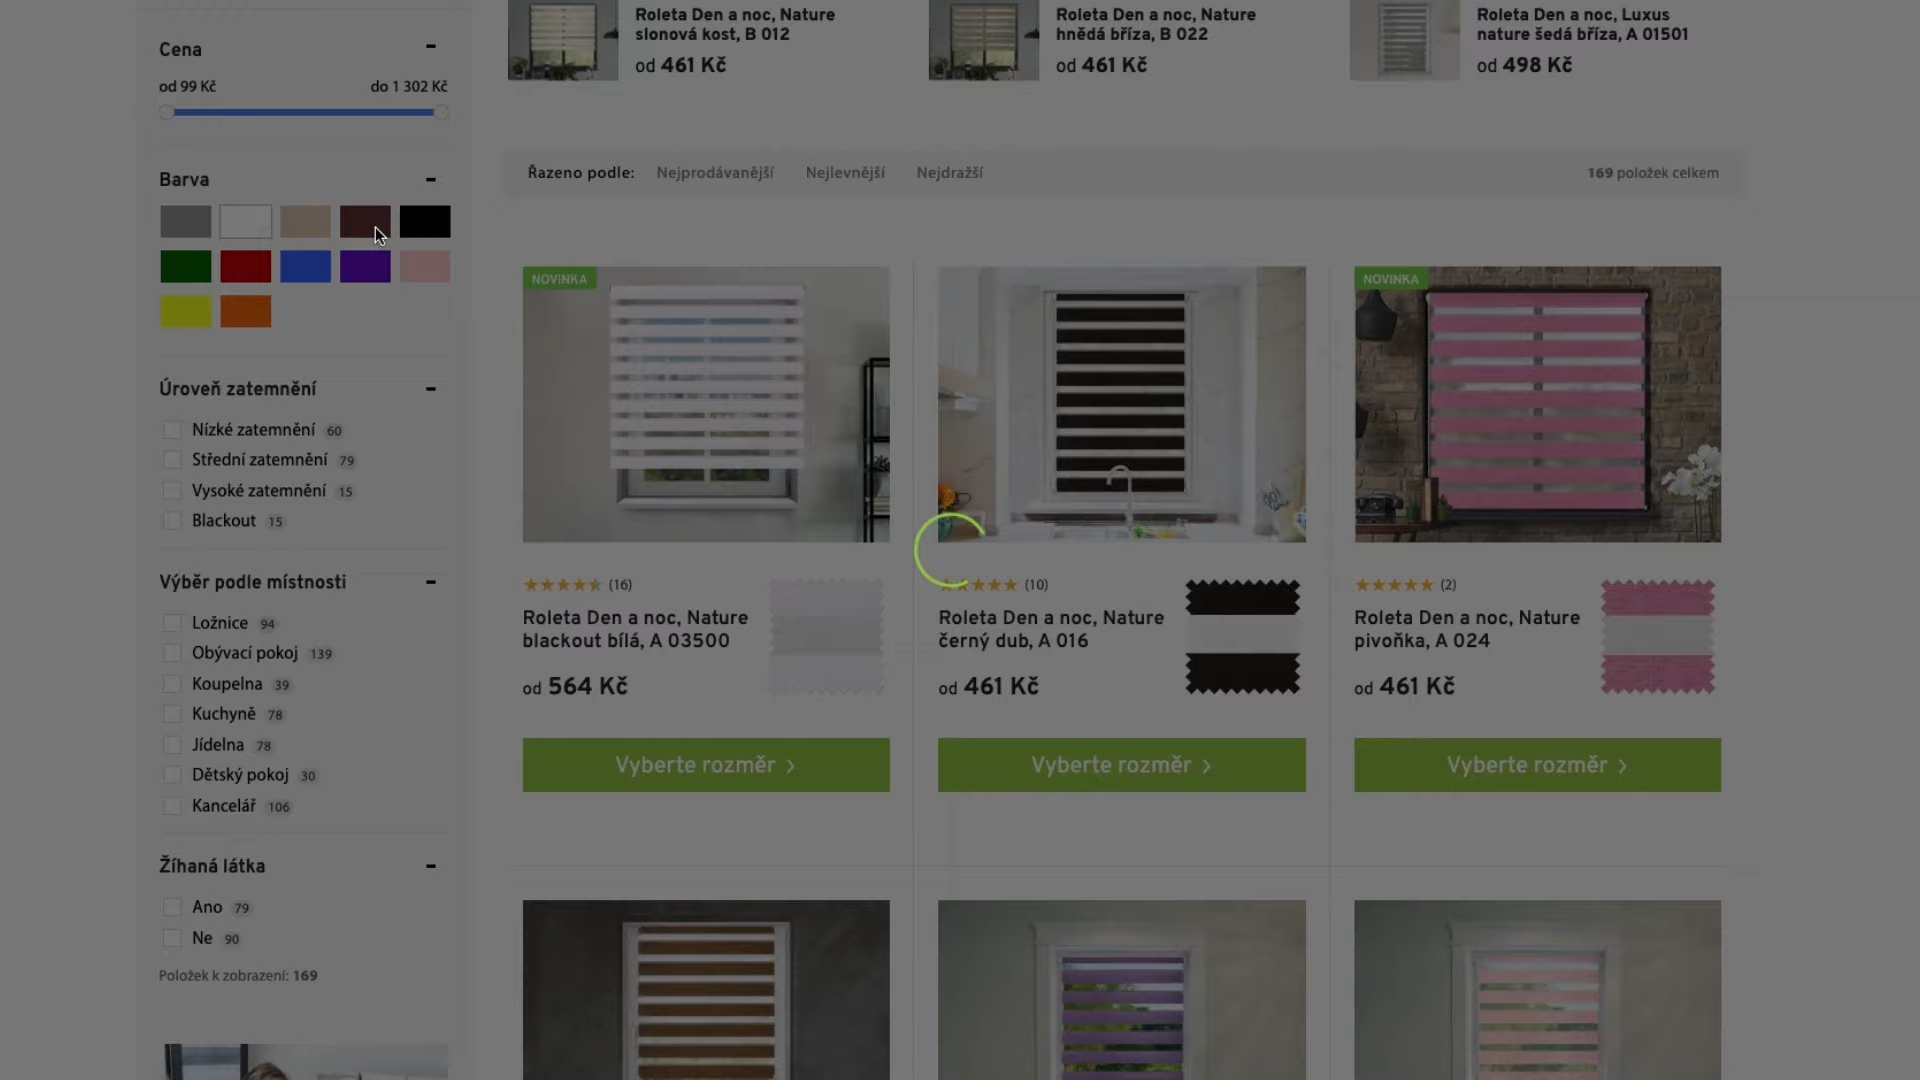 Cena
od 99 Kč
do 1 302 Kč
Barva
Úroveň zatemnění
Nízké zatemnění 60
Střední zatemnění 79
Vysoké zatemnění 15
Blackout 15
Výběr podle místnosti
Ložnice 94
Obývací pokoj 139
Koupelna 39
Kuchyně 78
Jídelna 78
Dětský pokoj 30
Kancelář 106
Žíhaná látka
Ano 79
Ne 90
Položek k zobrazení: 169
Roleta Den a noc, Nature
slonová kost, B 012
od 461 Kč
Roleta Den a noc, Nature
hnědá bříza, B 022
od 461 Kč
Roleta Den a noc, Luxus
nature šedá bříza, A 01501
od 498 Kč
Řazeno podle: Nejprodávanější Nejlevnější Nejdražší
169 položek celkem
NOVINKA
(16)
Roleta Den a noc, Nature
blackout bílá, A 03500
od 564 Kč
Vyberte rozměr
(10)
Roleta Den a noc, Nature
černý dub, A 016
od 461 Kč
Vyberte rozměr
NOVINKA
(2)
Roleta Den a noc, Nature
pivoňka, A 024
od 461 Kč
Vyberte rozměr